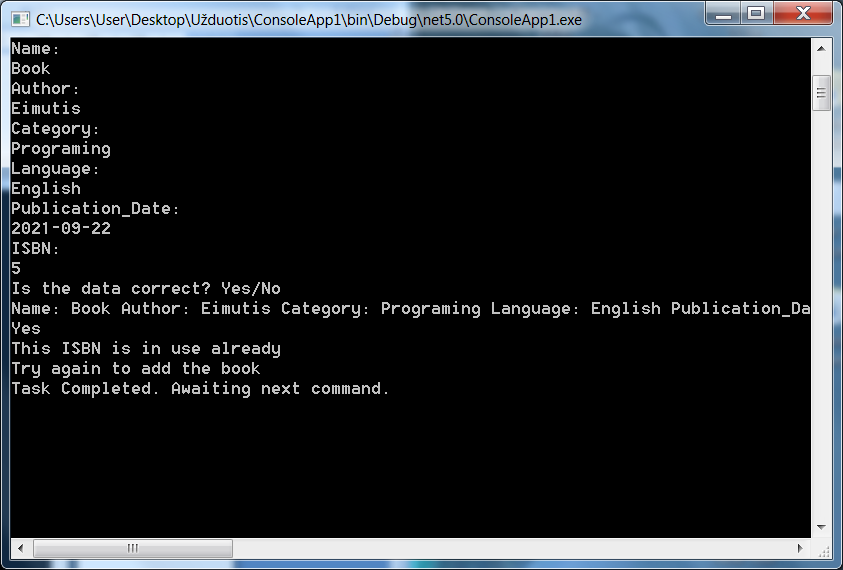 C:\Users\User\Desktop\Užduotis\ConsoleApp1\bin\Debug\net5.0\ConsoleApp1.exe
Name:
Book
Author:
Eimutis
Category:
Programing
Language:
English
Publication_Date:
2021-09-22
ISBN:
5
Is the data correct? Yes/No
Name: Book Author: Eimutis Category: Programing Language: English Publication_Da
Yes
This ISBN is in use already
Try again to add the book
Task Completed. Awaiting next command.